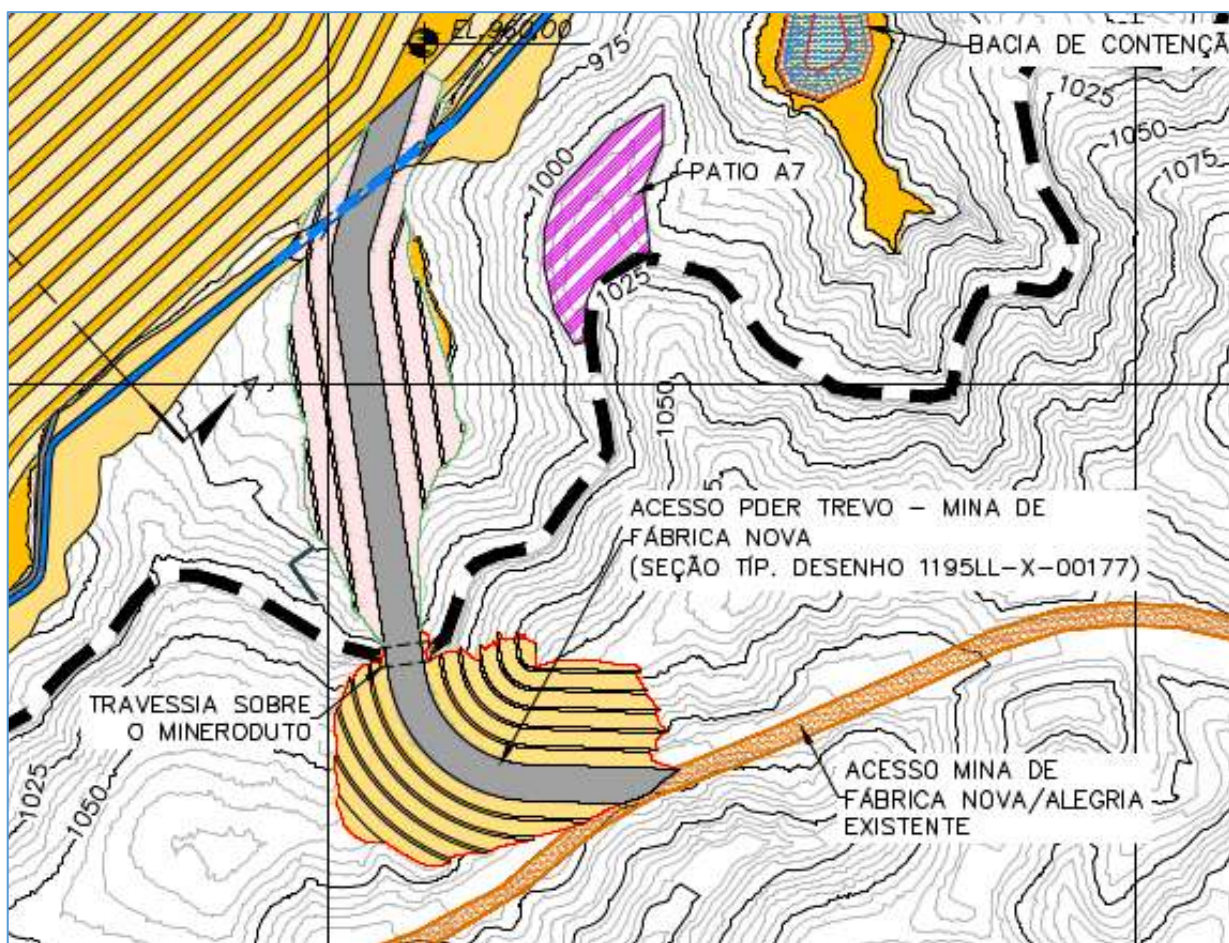 EL.960,00
975
BACIA DE CONTENÇÃ
1025
1050
1075
1000
PATIO A7
1025
A
1050
ACESSO PDER TREVO – MINA DE
FÁBRICA NOVA
(SEÇÃO TÍP. DESENHO 1195LL-X-00177)
TRAVESSIA SOBRE
O MINERODUTO
ACESSO MINA DE
FÁBRICA NOVA/ALEGRIA
EXISTENTE
1025
1050